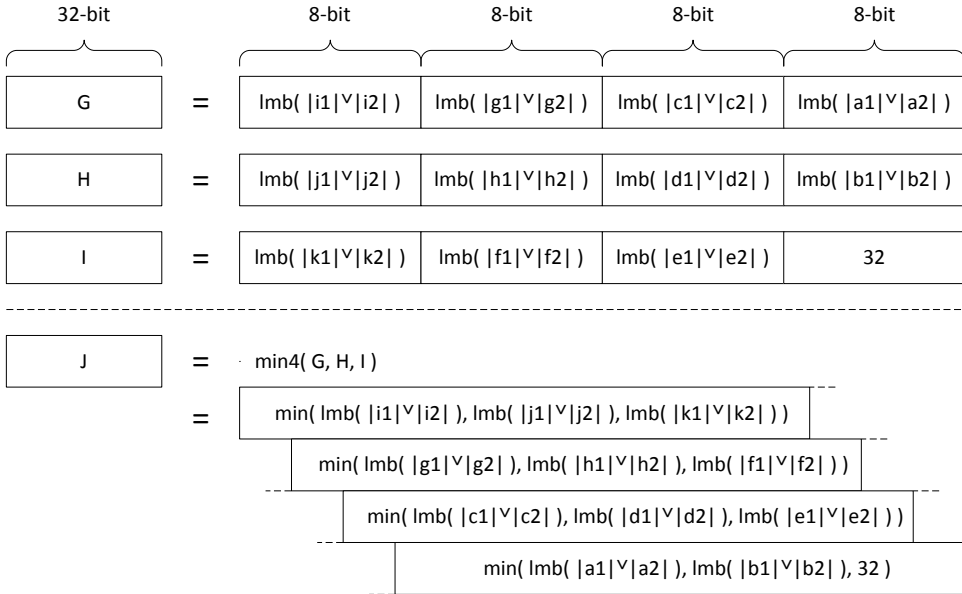 32-bit 8-bit 8-bit 8-bit 8-bit
G = lmb( |i1|∨|i2| ) lmb( |g1|∨|g2| ) lmb( |c1|∨|c2| ) lmb( |a1|∨|a2| )
H = lmb( |j1|∨|j2| ) lmb( |h1|∨|h2| ) lmb( |d1|∨|d2| ) lmb( |b1|∨|b2| )
I = lmb( |k1|∨|k2| ) lmb( |f1|∨|f2| ) lmb( |e1|∨|e2| ) 32
J = min4( G, H, I )
= min( lmb( |i1|∨|i2| ), lmb( |j1|∨|j2| ), lmb( |k1|∨|k2| ) )
min( lmb( |g1|∨|g2| ), lmb( |h1|∨|h2| ), lmb( |f1|∨|f2| ) )
min( lmb( |c1|∨|c2| ), lmb( |d1|∨|d2| ), lmb( |e1|∨|e2| ) )
min( lmb( |a1|∨|a2| ), lmb( |b1|∨|b2| ), 32 )